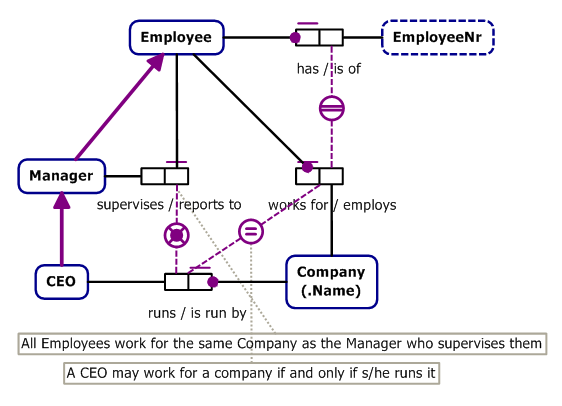 Employee
EmployeeNr
has / is of
Manager
supervises / reports to
works for / employs
CEO
Company
(.Name)
runs / is run by
All Employees work for the same Company as the Manager who supervises them
A CEO may work for a company if and only if s/he runs it